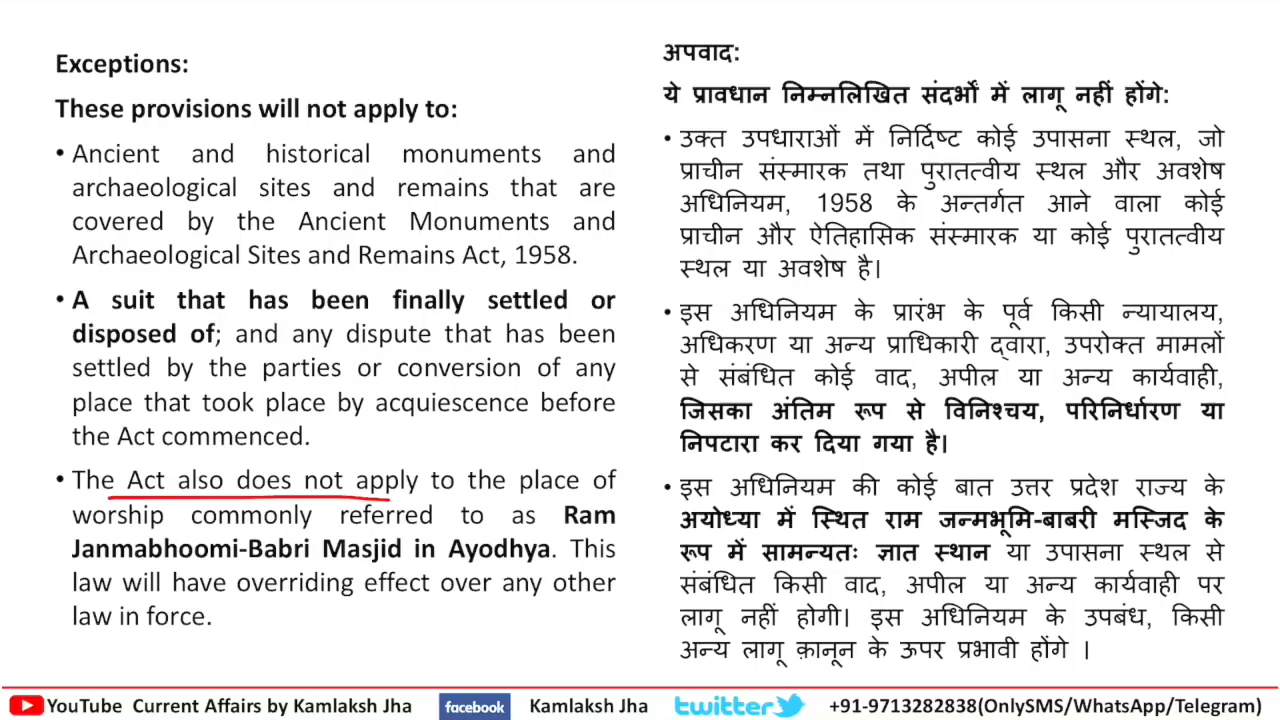 Exceptions:
These provisions will not apply to:
• Ancient and historical monuments and
archaeological sites and remains that are
covered by the Ancient Monuments and
Archaeological Sites and Remains Act, 1958.
• A suit that has been finally settled or
disposed of; and any dispute that has been
settled by the parties or conversion of any
place that took place by acquiescence before
the Act commenced.
• The Act also does not apply to the place of
worship commonly referred to as Ram
Janmabhoomi-Babri Masjid in Ayodhya. This
law will have overriding effect over any other
law in force.
अपवाद:
ये प्रावधान निम्नलिखित संदर्भों में लागू नहीं होंगे:
• उक्त उपधाराओं में निर्दिष्ट कोई उपासना स्थल, जो
प्राचीन संस्मारक तथा पुरातत्वीय स्थल और अवशेष
अधिनियम, 1958 के अन्तर्गत आने वाला कोई
प्राचीन और ऐतिहासिक संस्मारक या कोई पुरातत्वीय
स्थल या अवशेष है।
• इस अधिनियम के प्रारंभ के पूर्व किसी न्यायालय,
अधिकरण या अन्य प्राधिकारी द्वारा, उपरोक्त मामलों
से संबंधित कोई वाद, अपील या अन्य कार्यवाही,
जिसका अंतिम रूप से विनिश्चय, परिनिर्धारण या
निपटारा कर दिया गया है।
• इस अधिनियम की कोई बात उत्तर प्रदेश राज्य के
अयोध्या में स्थित राम जन्मभूमि-बाबरी मस्जिद के
रूप में सामन्यतः ज्ञात स्थान या उपासना स्थल से
संबंधित किसी वाद, अपील या अन्य कार्यवाही पर
लागू नहीं होगी। इस अधिनियम के उपबंध, किसी
अन्य लागू क़ानून के ऊपर प्रभावी होंगे ।
YouTube Current Affairs by Kamlaksh Jha facebook Kamlaksh Jha twitter +91-9713282838(OnlySMS/WhatsApp/Telegram)